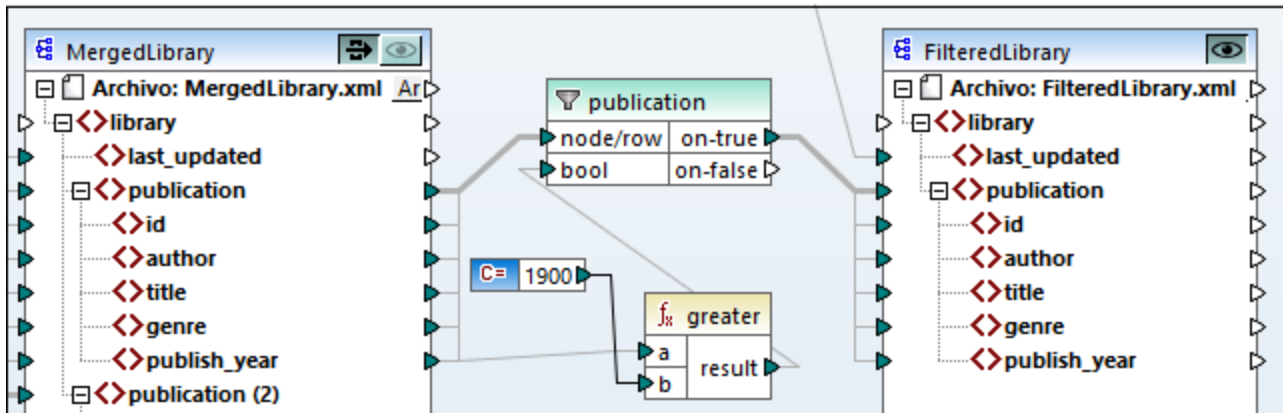 MergedLibrary
Archivo: MergedLibrary.xml Ar
library
last_updated
publication
id
author
title
genre
publish_year
publication (2)
publication
node/row on-true
bool on-false
C= 1900
fx greater
a
result
b
FilteredLibrary
Archivo: FilteredLibrary.xml
library
last_updated
publication
id
author
title
genre
publish_year